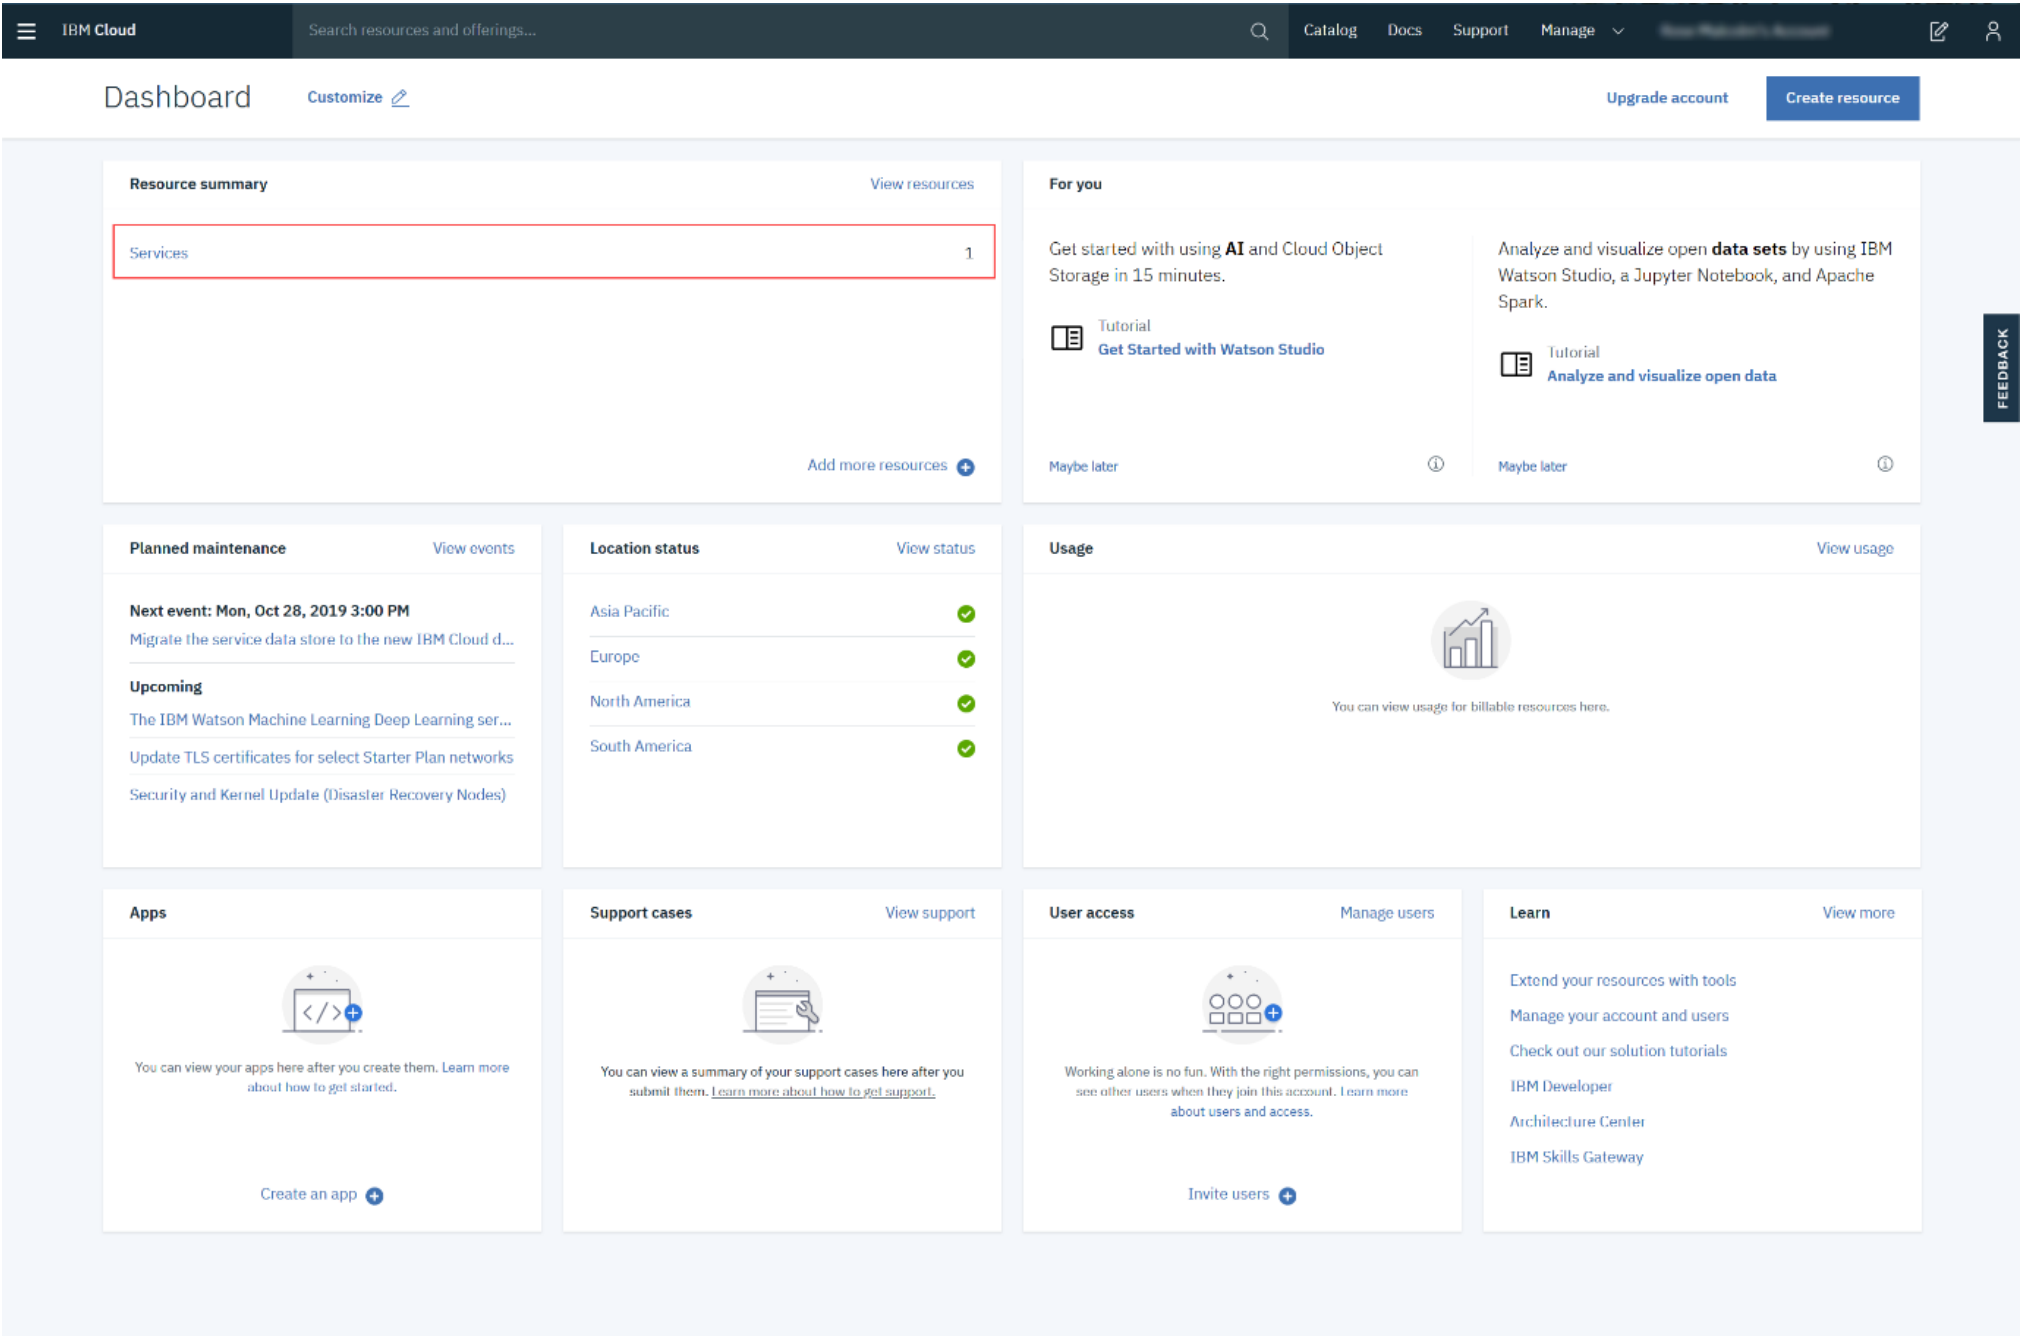 IBM Cloud
Search resources and offerings...
Catalog
Docs
Support
Manage
Dashboard
Customize
Upgrade account
Create resource
Resource summary
View resources
Services
1
Add more resources
For you
Get started with using AI and Cloud Object
Storage in 15 minutes.
Tutorial
Get Started with Watson Studio
Maybe later
Analyze and visualize open data sets by using IBM
Watson Studio, a Jupyter Notebook, and Apache
Spark.
Tutorial
Analyze and visualize open data
Maybe later
FEEDBACK
Planned maintenance
View events
Next event: Mon, Oct 28, 2019 3:00 PM
Migrate the service data store to the new IBM Cloud d...
Upcoming
The IBM Watson Machine Learning Deep Learning ser...
Update TLS certificates for select Starter Plan networks
Security and Kernel Update (Disaster Recovery Nodes)
Location status
View status
Asia Pacific
Europe
North America
South America
Usage
View usage
You can view usage for billable resources here.
Apps
You can view your apps here after you create them. Learn more
about how to get started.
Create an app
Support cases
View support
You can view a summary of your support cases here after you
submit them. Learn more about how to get support.
User access
Manage users
Working alone is no fun. With the right permissions, you can
see other users when they join this account. Learn more
about users and access.
Invite users
Learn
View more
Extend your resources with tools
Manage your account and users
Check out our solution tutorials
IBM Developer
Architecture Center
IBM Skills Gateway